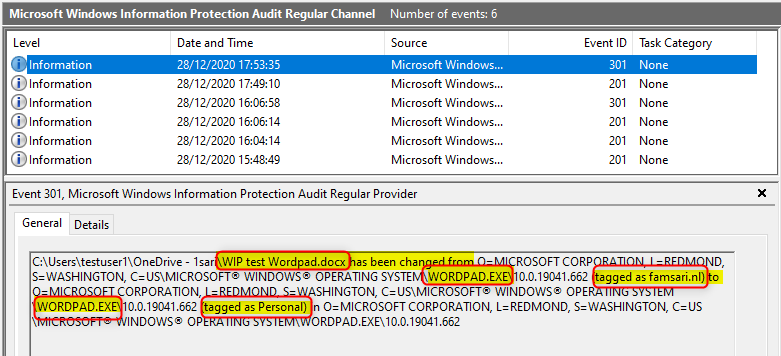 Microsoft Windows Information Protection Audit Regular Channel Number of events: 6
Level Date and Time Source Event ID Task Category
Information 28/12/2020 17:53:35 Microsoft Windows... 301 None
Information 28/12/2020 17:49:10 Microsoft Windows... 201 None
Information 28/12/2020 16:06:58 Microsoft Windows... 301 None
Information 28/12/2020 16:06:14 Microsoft Windows... 201 None
Information 28/12/2020 16:04:14 Microsoft Windows... 201 None
Information 28/12/2020 15:48:49 Microsoft Windows... 201 None
Event 301, Microsoft Windows Information Protection Audit Regular Provider
General Details
C:\Users\testuser1\OneDrive - 1sari\WIP test Wordpad.docx has been changed from O=MICROSOFT CORPORATION, L=REDMOND,
S=WASHINGTON, C=US\MICROSOFT® WINDOWS® OPERATING SYSTEM\WORDPAD.EXE\10.0.19041.662 (tagged as famsari.nl) to
O=MICROSOFT CORPORATION, L=REDMOND, S=WASHINGTON, C=US\MICROSOFT® WINDOWS® OPERATING SYSTEM
\WORDPAD.EXE\10.0.19041.662 (tagged as Personal) in O=MICROSOFT CORPORATION, L=REDMOND, S=WASHINGTON, C=US
\MICROSOFT® WINDOWS® OPERATING SYSTEM\WORDPAD.EXE\10.0.19041.662